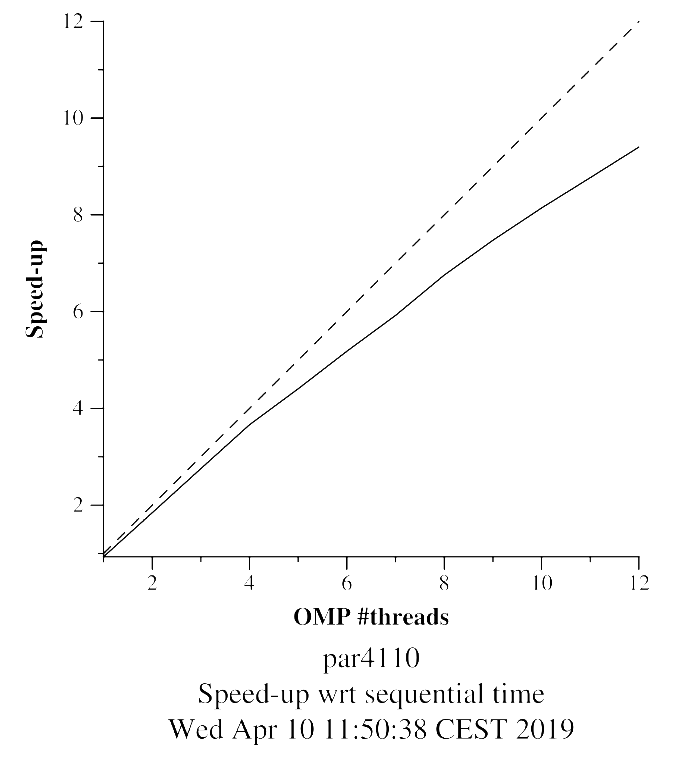 12
10
8
6
4
2
Speed-up
2 4 6 8 10 12
OMP #threads
par4110
Speed-up wrt sequential time
Wed Apr 10 11:50:38 CEST 2019